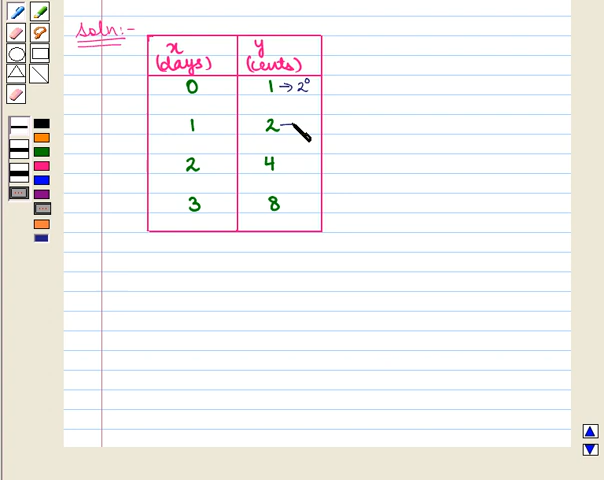 Soln:-
x y
(days) (cents)
0 1 → 2⁰
1 2 –
2 4
3 8